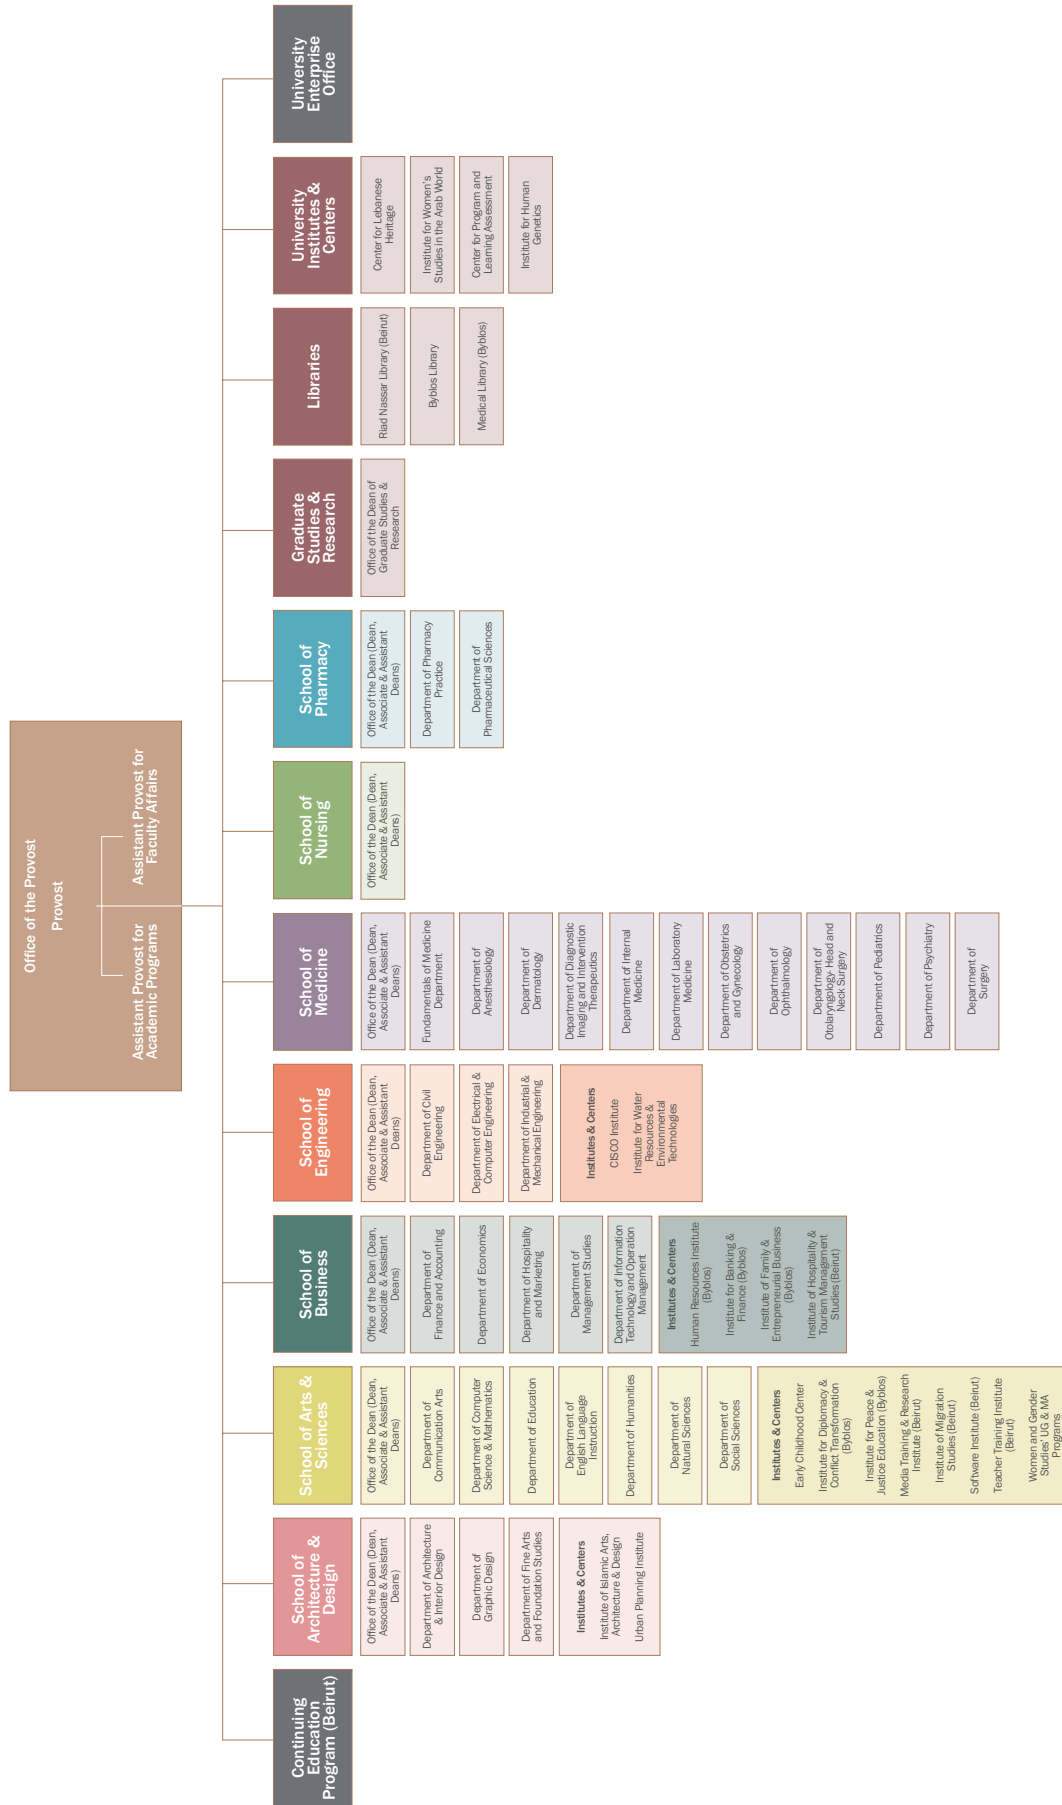 Office of the Provost
Provost
Assistant Provost for
Academic Programs
Assistant Provost for
Faculty Affairs
Continuing
Education
Program (Beirut)
School of
Architecture &
Design
Office of the Dean (Dean,
Associate & Assistant
Deans)
Department of Architecture
& Interior Design
Department of
Graphic Design
Department of Fine Arts
and Foundation Studies
Institutes & Centers
Institute of Islamic Arts,
Architecture & Design
Urban Planning Institute
School of Arts &
Sciences
Office of the Dean (Dean,
Associate & Assistant
Deans)
Department of
Communication Arts
Department of Computer
Science & Mathematics
Department of Education
Department of
English Language
Instruction
Department of Humanities
Department of
Natural Sciences
Department of
Social Sciences
Institutes & Centers
Early Childhood Center
Institute for Diplomacy &
Conflict Transformation
(Byblos)
Institute for Peace &
Justice Education (Byblos)
Media Training & Research
Institute (Beirut)
Institute of Migration
Studies (Beirut)
Software Institute (Beirut)
Teacher Training Institute
(Beirut)
Women and Gender
Studies' UG & MA
Programs
School of
Business
Office of the Dean (Dean,
Associate & Assistant
Deans)
Department of
Finance and Accounting
Department of Economics
Department of Hospitality
and Marketing
Department of
Management Studies
Department of Information
Technology and Operation
Management
Institutes & Centers
Human Resources Institute
(Byblos)
Institute for Banking &
Finance (Byblos)
Institute of Family &
Entrepreneurial Business
(Byblos)
Institute of Hospitality &
Tourism Management
Studies (Beirut)
School of
Engineering
Office of the Dean (Dean,
Associate & Assistant
Deans)
Department of Civil
Engineering
Department of Electrical &
Computer Engineering
Department of Industrial &
Mechanical Engineering
Institutes & Centers
CISCO Institute
Institute for Water
Resources &
Environmental
Technologies
School of
Medicine
Office of the Dean (Dean,
Associate & Assistant
Deans)
Fundamentals of Medicine
Department
Department of
Anesthesiology
Department of
Dermatology
Department of Diagnostic
Imaging and Intervention
Therapeutics
Department of Internal
Medicine
Department of Laboratory
Medicine
Department of Obstetrics
and Gynecology
Department of
Ophthalmology
Department of
Otolaryngology- Head and
Neck Surgery
Department of Pediatrics
Department of Psychiatry
Department of
Surgery
School of
Nursing
Office of the Dean (Dean,
Associate & Assistant
Deans)
School of
Pharmacy
Office of the Dean (Dean,
Associate & Assistant
Deans)
Department of Pharmacy
Practice
Department of
Pharmaceutical Sciences
Graduate
Studies &
Research
Office of the Dean of
Graduate Studies &
Research
Libraries
Riad Nassar Library (Beirut)
Byblos Library
Medical Library (Byblos)
University
Institutes &
Centers
Center for Lebanese
Heritage
Institute for Women's
Studies in the Arab World
Center for Program and
Learning Assessment
Institute for Human
Genetics
University
Enterprise
Office